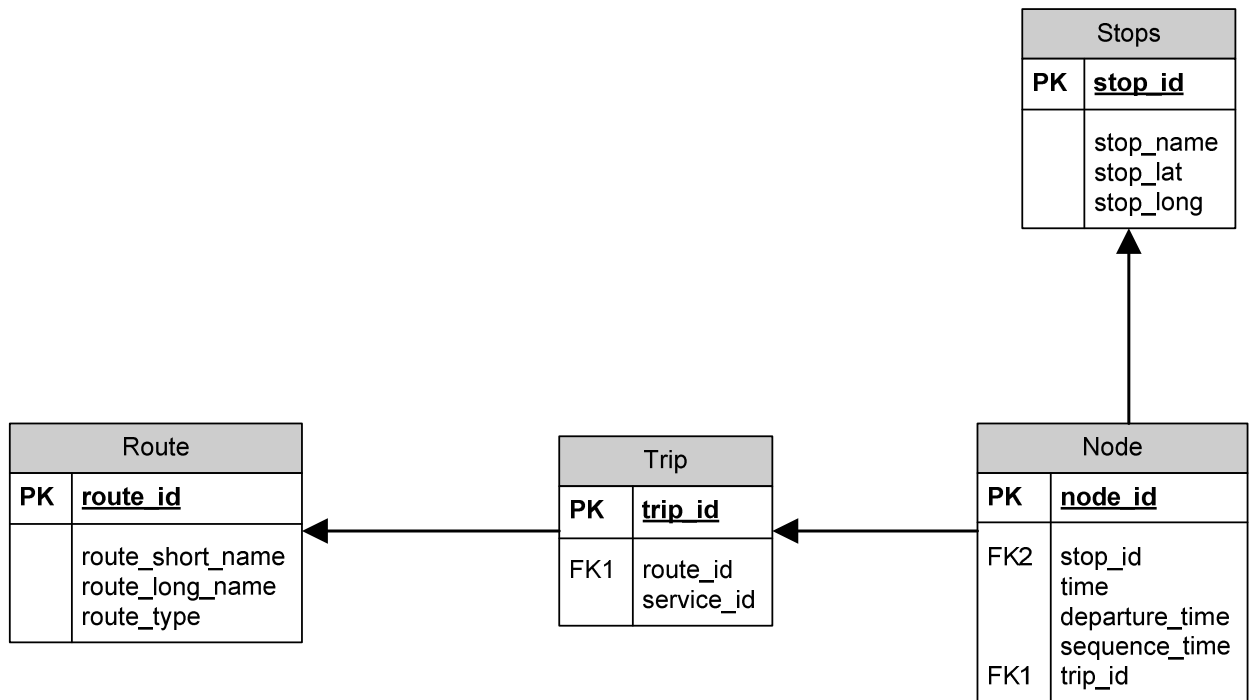 Stops
PK stop_id
stop_name
stop_lat
stop_long
Route
PK route_id
route_short_name
route_long_name
route_type
Trip
PK trip_id
FK1 route_id
service_id
Node
PK node_id
FK2 stop_id
time
departure_time
sequence_time
FK1 trip_id